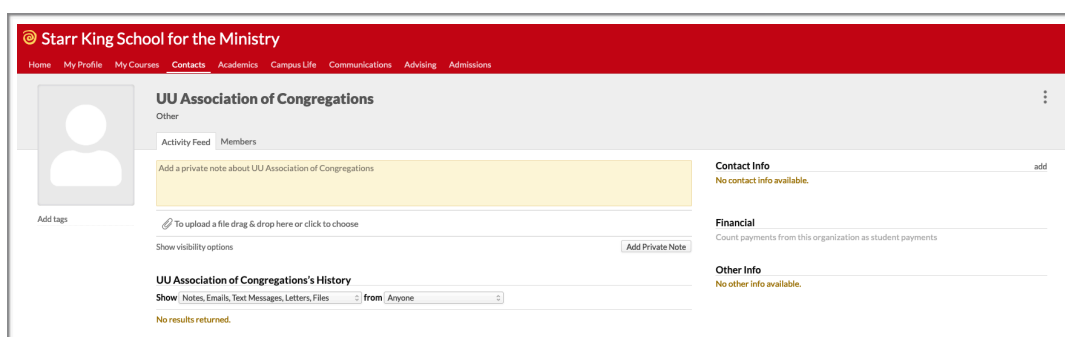 Starr King School for the Ministry
Home My Profile My Courses Contacts Academics Campus Life Communications Advising Admissions
UU Association of Congregations
Other
Activity Feed Members
Add a private note about UU Association of Congregations
Add tags
To upload a file drag & drop here or click to choose
Show visibility options Add Private Note
UU Association of Congregations's History
Show Notes, Emails, Text Messages, Letters, Files from Anyone
No results returned.
Contact Info add
No contact info available.
Financial
Count payments from this organization as student payments
Other Info
No other info available.